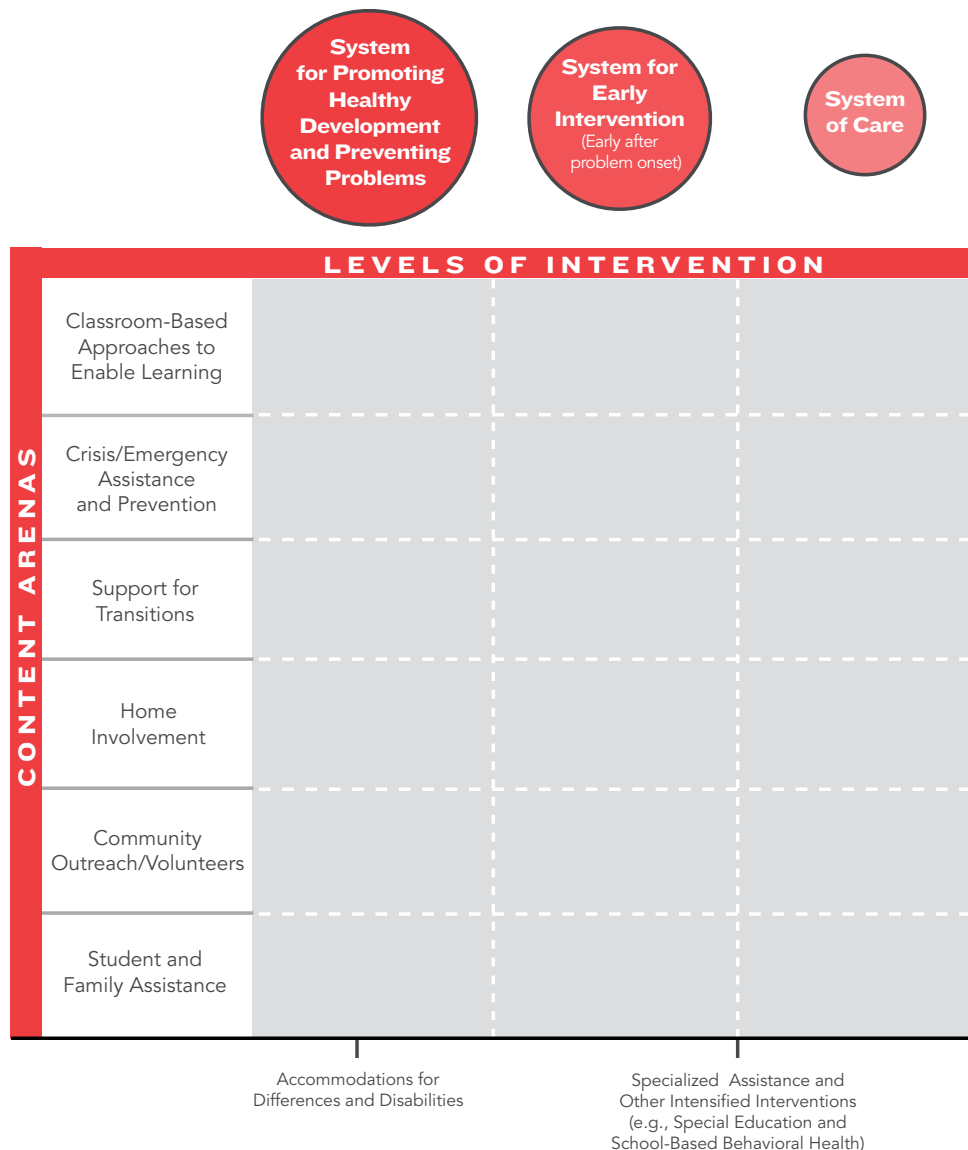 System
for Promoting
Healthy
Development
and Preventing
Problems
System for
Early
Intervention
(Early after
problem onset)
System
of Care
LEVELS OF INTERVENTION
CONTENT ARENAS
Classroom-Based
Approaches to
Enable Learning
Crisis/Emergency
Assistance
and Prevention
Support for
Transitions
Home
Involvement
Community
Outreach/Volunteers
Student and
Family Assistance
Accommodations for
Differences and Disabilities
Specialized Assistance and
Other Intensified Interventions
(e.g., Special Education and
School-Based Behavioral Health)